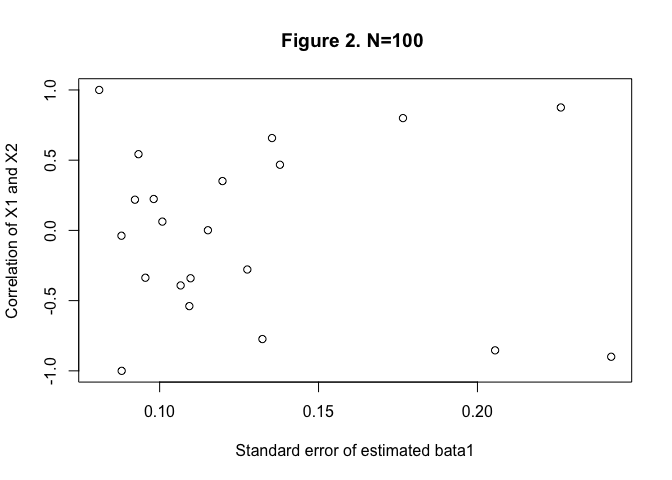 Figure 2. N=100
1.0
0.5
0.0
-0.5
-1.0
Correlation of X1 and X2
0.10 0.15 0.20
Standard error of estimated bata1